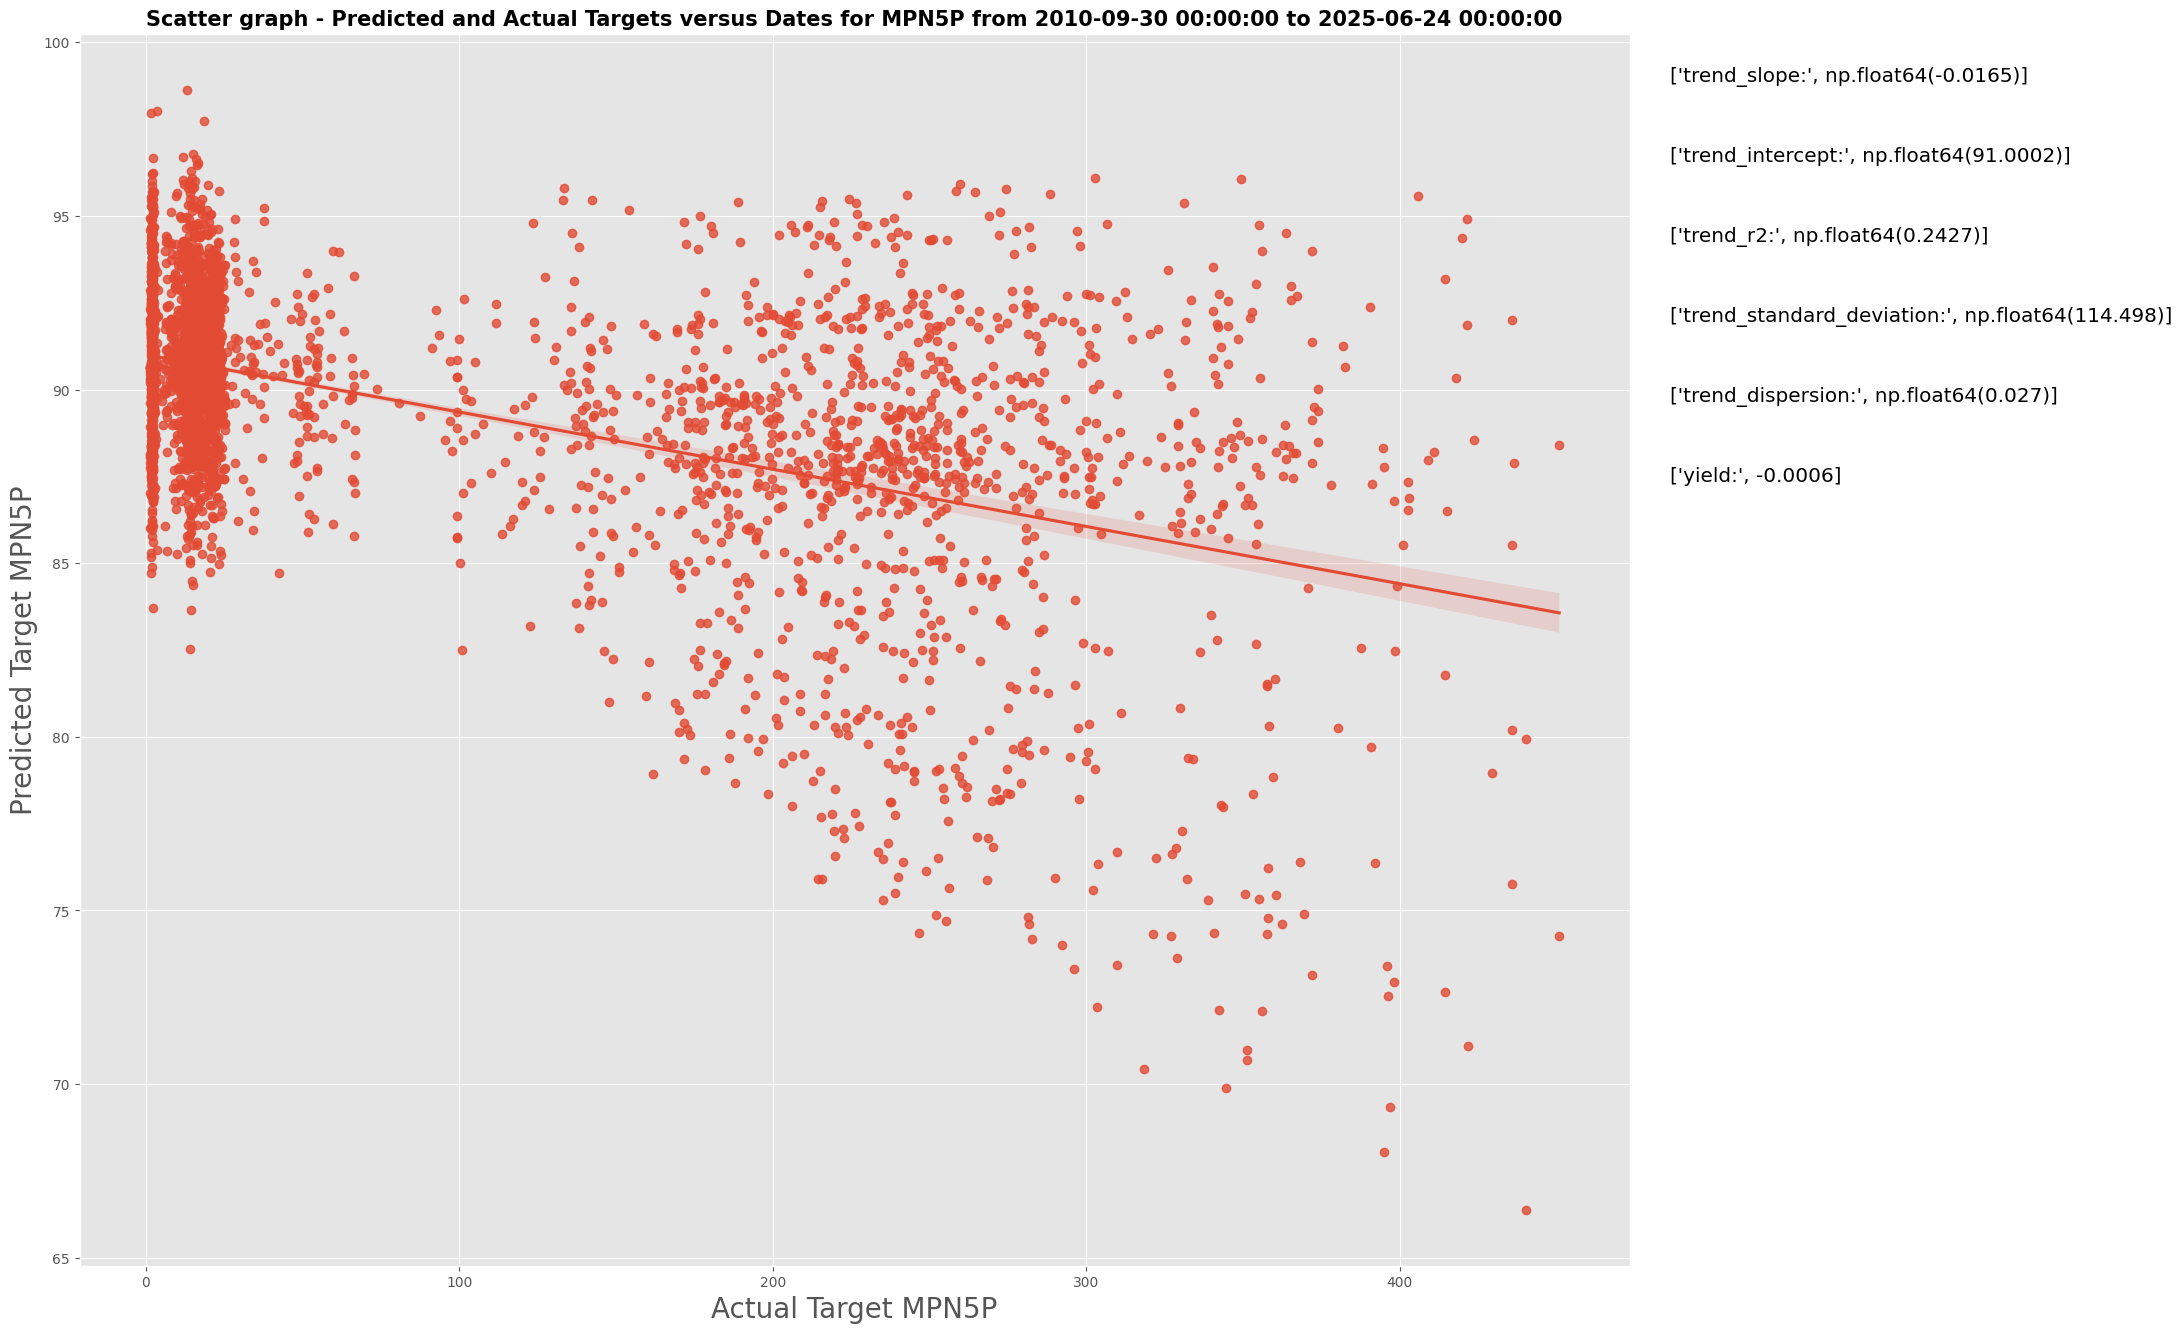 Scatter graph - Predicted and Actual Targets versus Dates for MPN5P from 2010-09-30 00:00:00 to 2025-06-24 00:00:00
['trend_slope:', np.float64(-0.0165)]
['trend_intercept:', np.float64(91.0002)]
['trend_r2:', np.float64(0.2427)]
['trend_standard_deviation:', np.float64(114.498)]
['trend_dispersion:', np.float64(0.027)]
['yield:', -0.0006]
Predicted Target MPN5P
100
95
90
85
80
75
70
65
0 100 200 300 400
Actual Target MPN5P